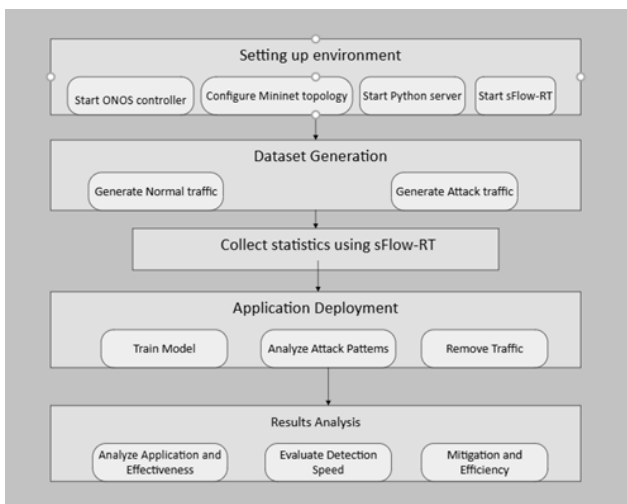 Setting up environment
Start ONOS controller
Configure Mininet topology
Start Python server
Start sFlow-RT
Dataset Generation
Generate Normal traffic
Generate Attack traffic
Collect statistics using sFlow-RT
Application Deployment
Train Model
Analyze Attack Patterns
Remove Traffic
Results Analysis
Analyze Application and
Effectiveness
Evaluate Detection
Speed
Mitigation and
Efficiency